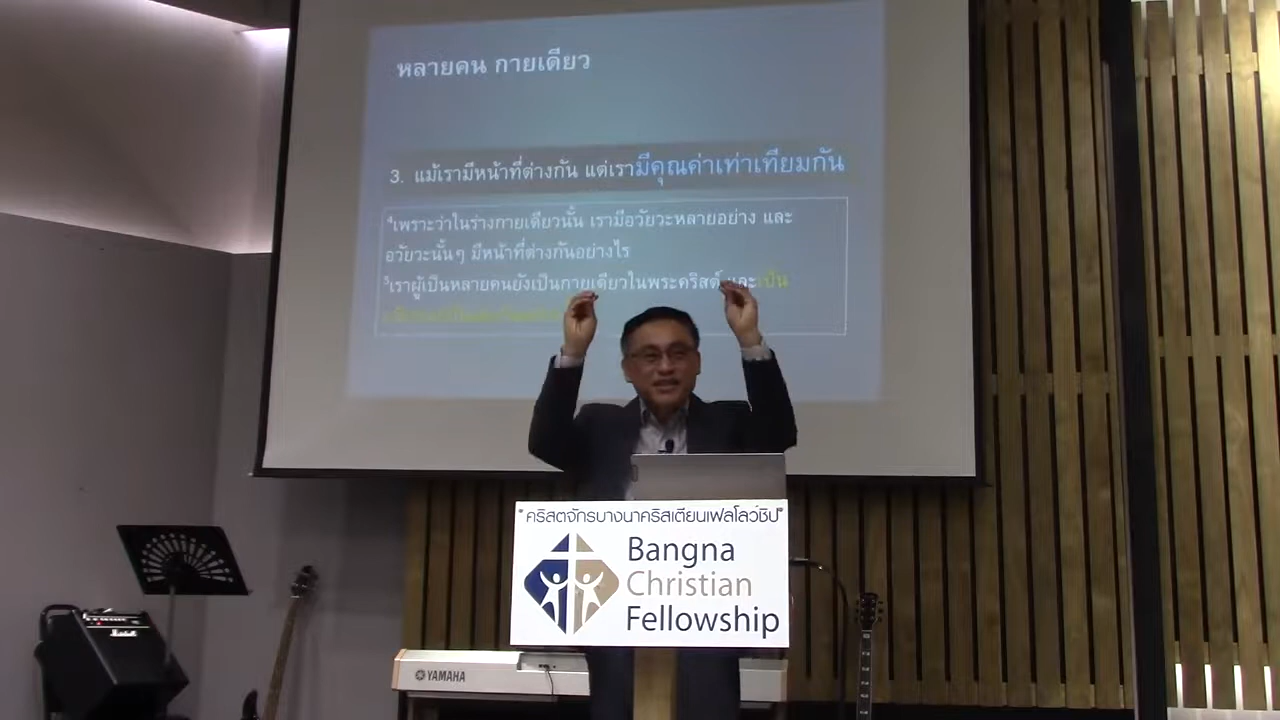 หลายคน กายเดียว
3. แม้เรามีหน้าที่ต่างกัน แต่เรามีคุณค่าเท่าเทียมกัน
⁴เพราะว่าในร่างกายเดียวนั้น เรามีอวัยวะหลายอย่าง และ
อวัยวะนั้นๆ มีหน้าที่ต่างกันอย่างไร
⁵เราผู้เป็นหลายคนยังเป็นกายเดียวในพระคริสต์ และเป็น
"คริสตจักรบางนาคริสเตียนเฟลโลว์ชิป"
Bangna
Christian
Fellowship
Marshall
YAMAHA